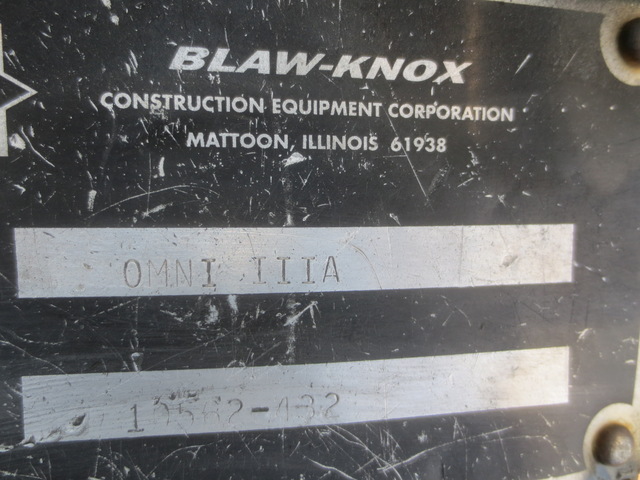 BLAW-KNOX
CONSTRUCTION EQUIPMENT CORPORATION
MATTOON, ILLINOIS 61938
OMNI IIIA